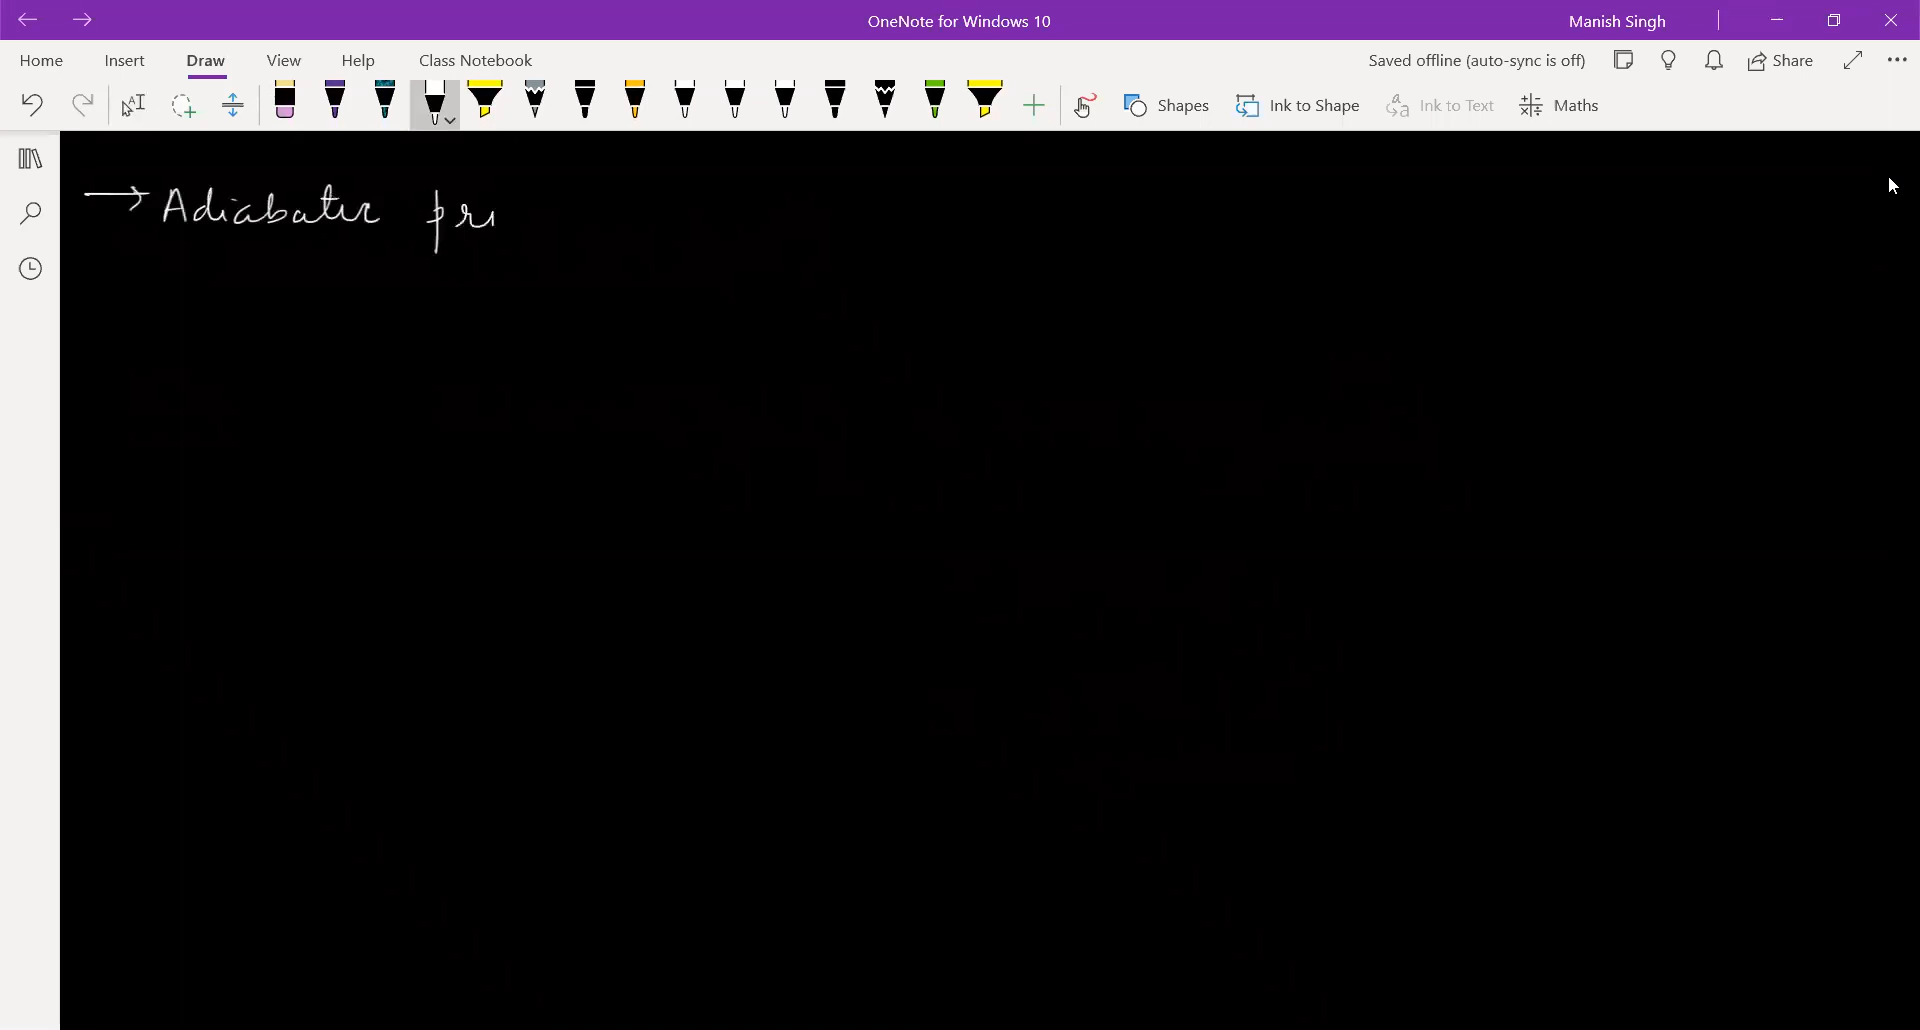 OneNote for Windows 10
Manish Singh
Home Insert Draw View Help Class Notebook
Saved offline (auto-sync is off) Share
Shapes Ink to Shape Ink to Text Maths
→ Adiabatic pri